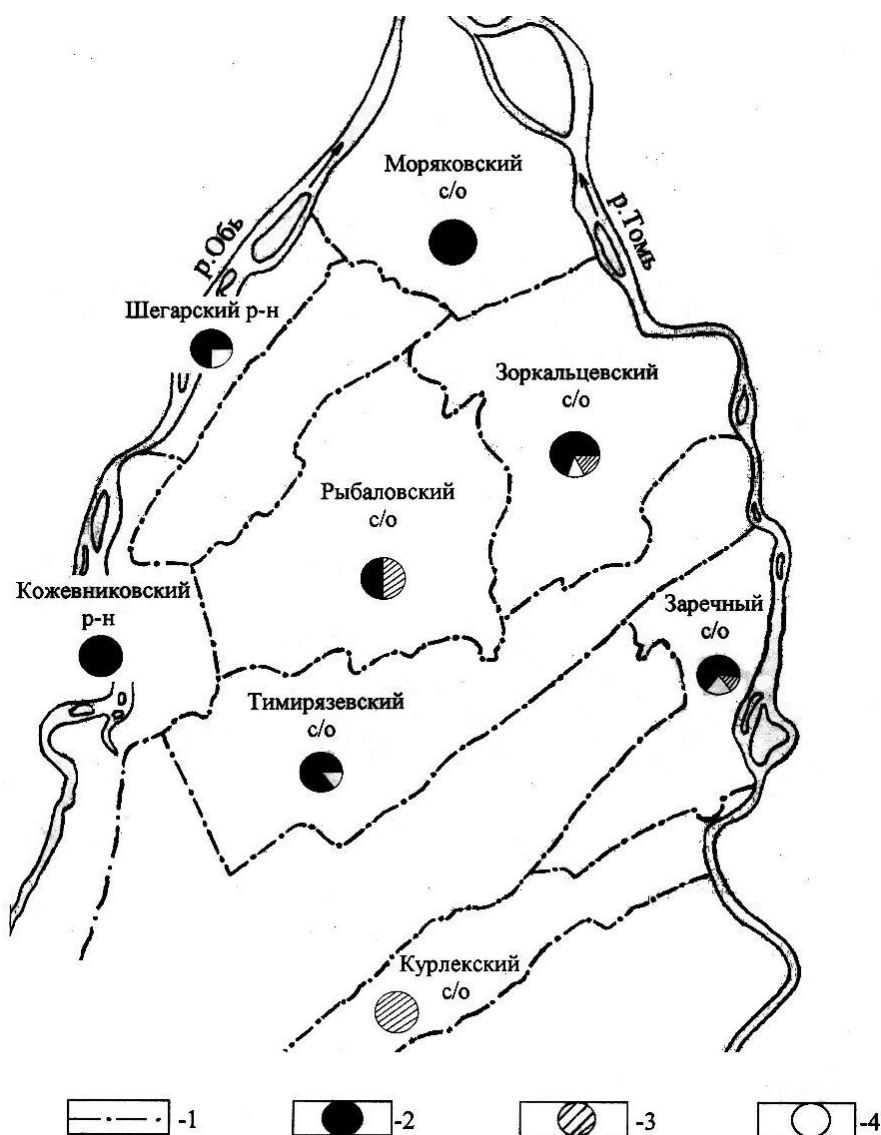 Моряковский
с/о
р.Обь
р.Томь
Шегарский р-н
Зоркальцевский
с/о
Рыбаловский
с/о
Кожевниковский
р-н
Заречный
с/о
Тимирязевский
с/о
Курлекский
с/о
-1 -2 -3 -4